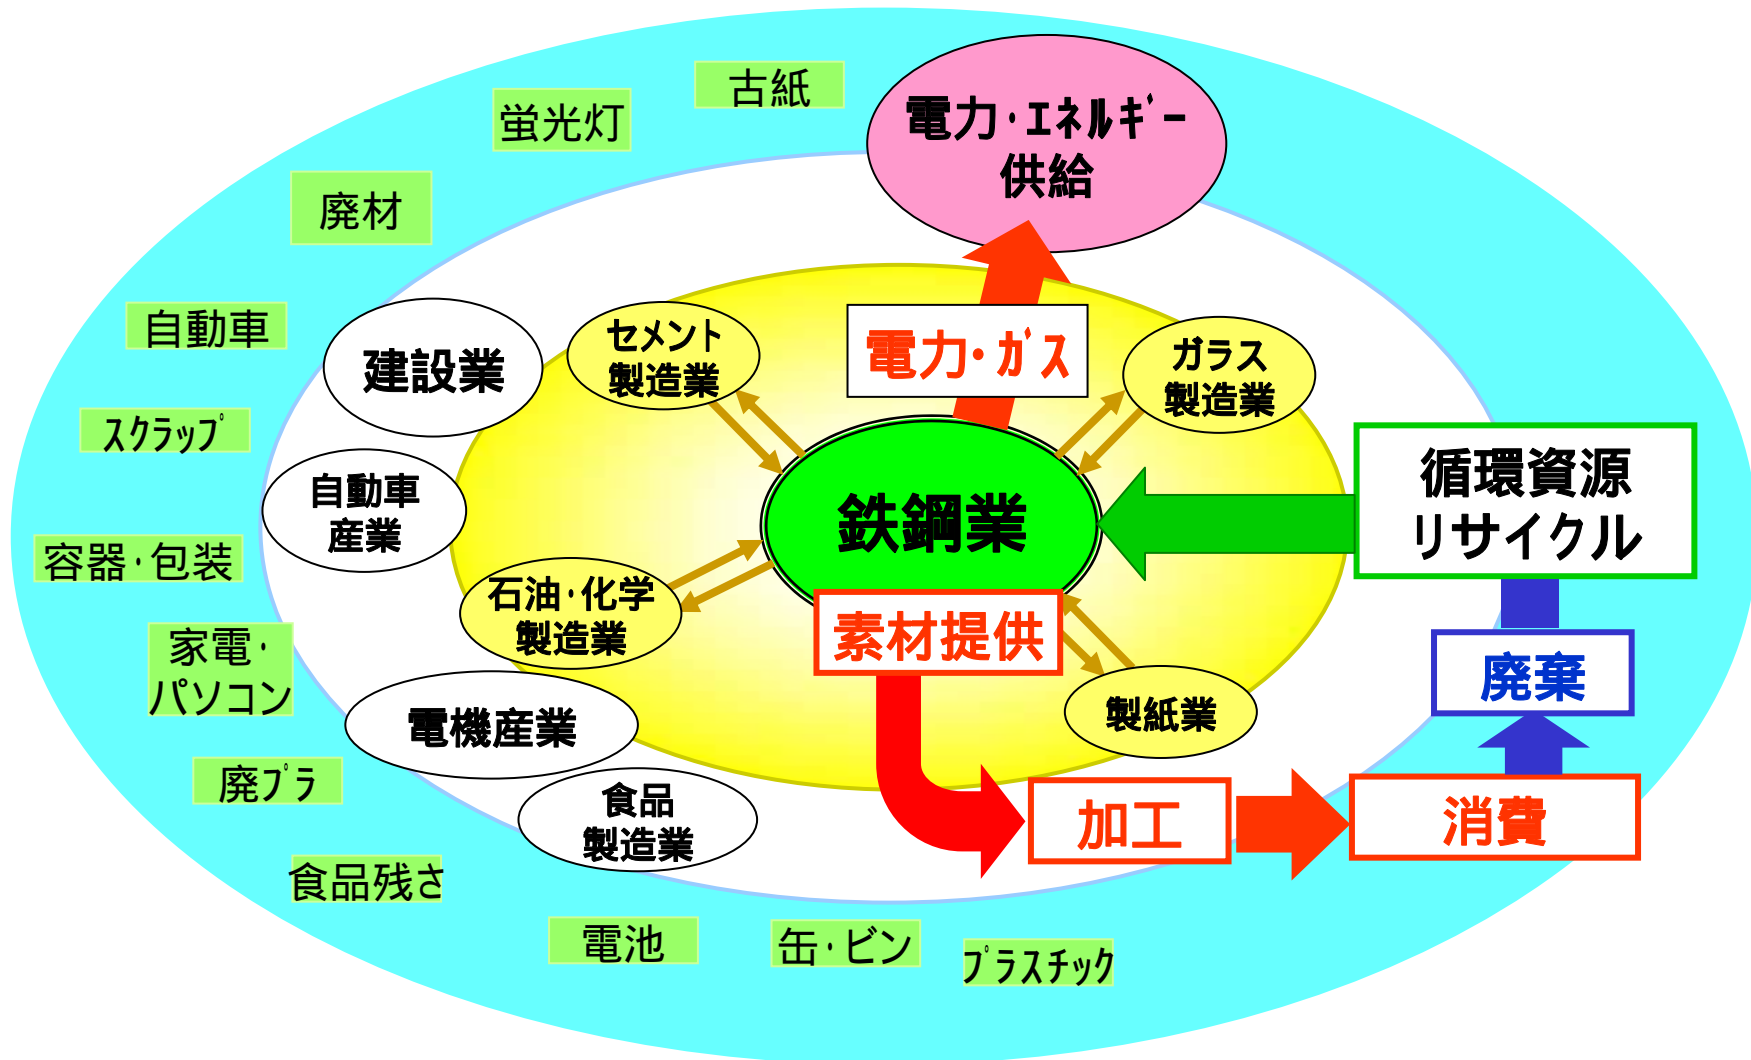 古紙
蛍光灯
電力・ｴﾈﾙｷﾞｰ
供給
廃材
自動車
建設業
セメント
製造業
電力・ｶﾞｽ
ガラス
製造業
ｽｸﾗｯﾌﾟ
自動車
産業
鉄鋼業
循環資源
リサイクル
容器・包装
石油・化学
製造業
素材提供
家電・
パソコン
廃棄
電機産業
製紙業
廃ﾌﾟﾗ
食品
製造業
加工
消費
食品残さ
電池
缶・ビン
ﾌﾟﾗｽﾁｯｸ